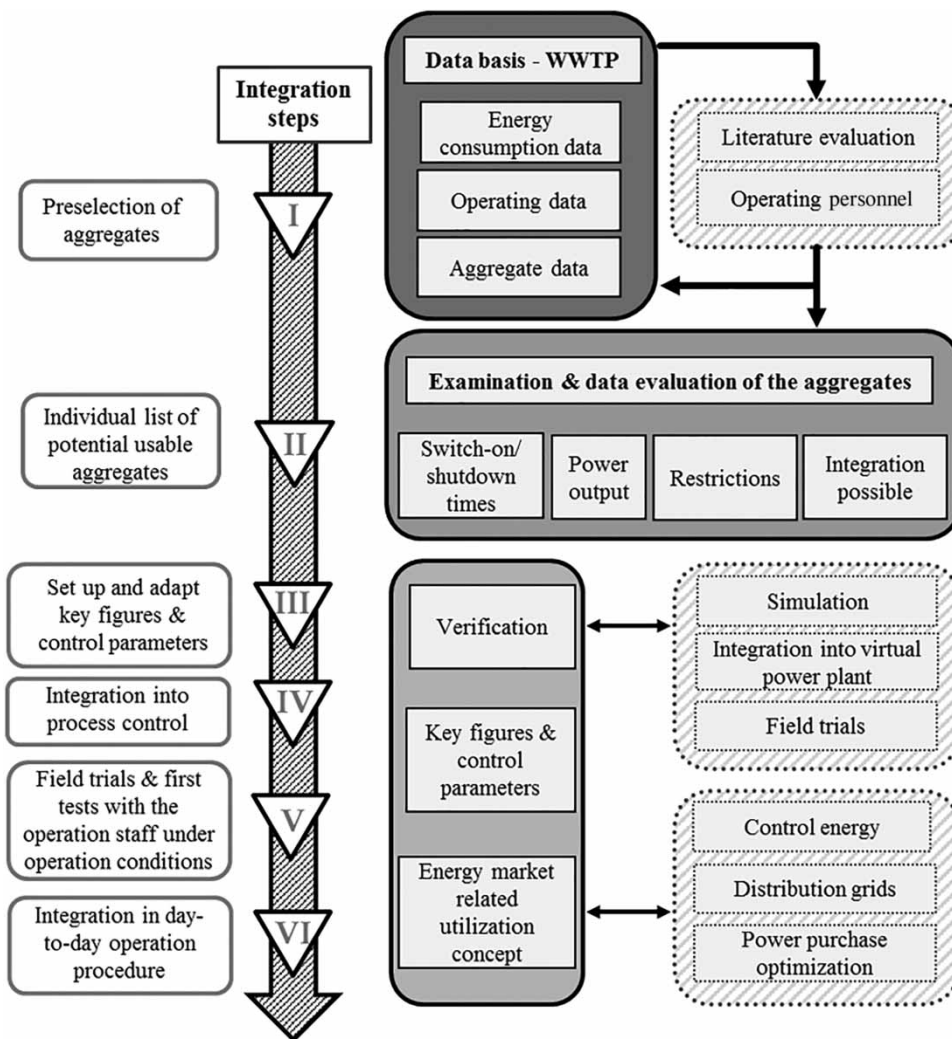 Integration
steps
Preselection of
aggregates
I
Individual list of
potential usable
aggregates
II
Set up and adapt
key figures &
control parameters
III
Integration into
process control
IV
Field trials & first
tests with the
operation staff under
operation conditions
V
Integration in day-
to-day operation
procedure
VI
Data basis - WWTP
Energy
consumption data
Operating data
Aggregate data
Literature evaluation
Operating personnel
Examination & data evaluation of the aggregates
Switch-on/
shutdown
times
Power
output
Restrictions
Integration
possible
Verification
Key figures &
control
parameters
Energy market
related
utilization
concept
Simulation
Integration into virtual
power plant
Field trials
Control energy
Distribution grids
Power purchase
optimization